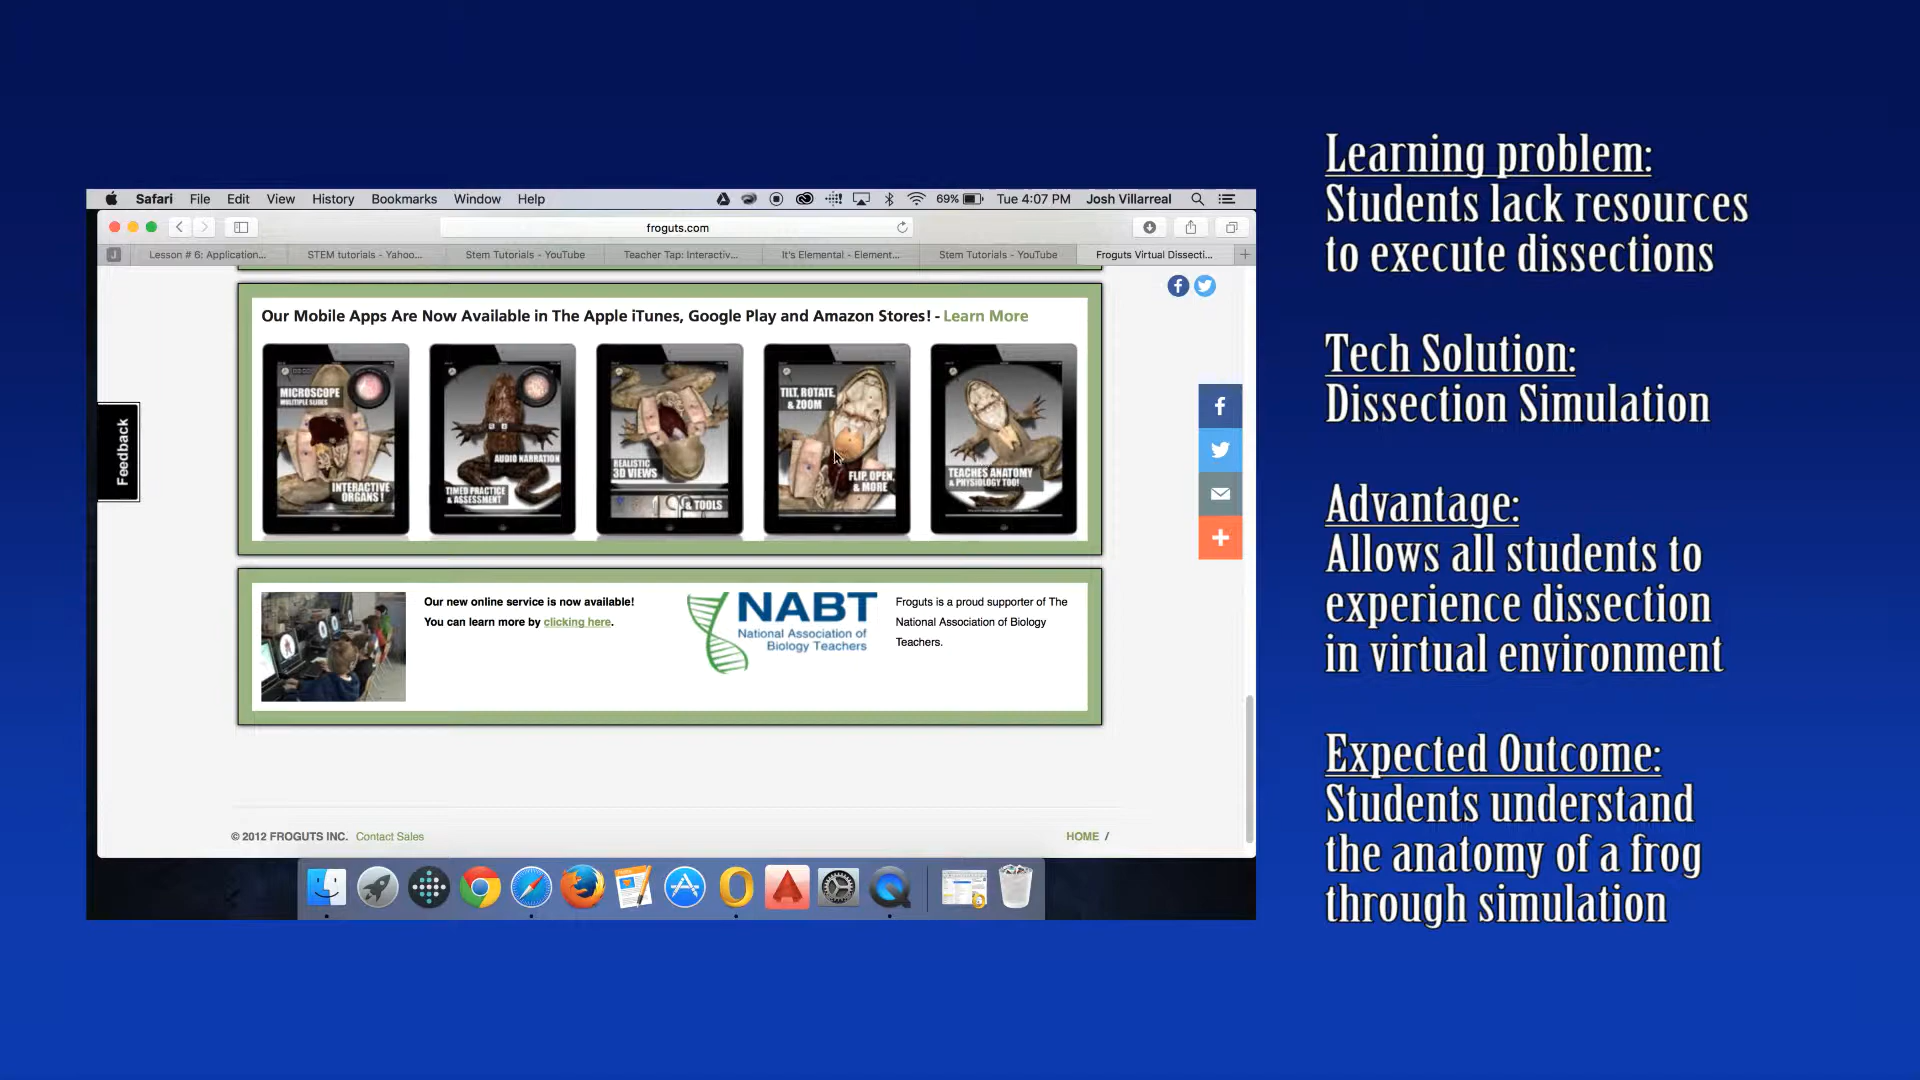 Safari File Edit View History Bookmarks Window Help 69% Tue 4:07 PM Josh Villarreal
froguts.com
J Lesson # 6: Application... STEM tutorials - Yahoo... Stem Tutorials - YouTube Teacher Tap: Interactiv... It's Elemental - Element... Stem Tutorials - YouTube Froguts Virtual Dissecti...
Our Mobile Apps Are Now Available in The Apple iTunes, Google Play and Amazon Stores! - Learn More
MICROSCOPE
MULTIPLE SLIDES
INTERACTIVE
ORGANS!
AUDIO NARRATION
TIMED PRACTICE
& ASSESSMENT
REALISTIC
3D VIEWS
& TOOLS
TILT, ROTATE,
& ZOOM
FLIP, OPEN,
& MORE
TEACHES ANATOMY
& PHYSIOLOGY TOO!
Feedback
Our new online service is now available!
You can learn more by clicking here.
NABT
National Association of
Biology Teachers
Froguts is a proud supporter of The
National Association of Biology
Teachers.
© 2012 FROGUTS INC. Contact Sales
HOME /
Learning problem:
Students lack resources
to execute dissections
Tech Solution:
Dissection Simulation
Advantage:
Allows all students to
experience dissection
in virtual environment
Expected Outcome:
Students understand
the anatomy of a frog
through simulation